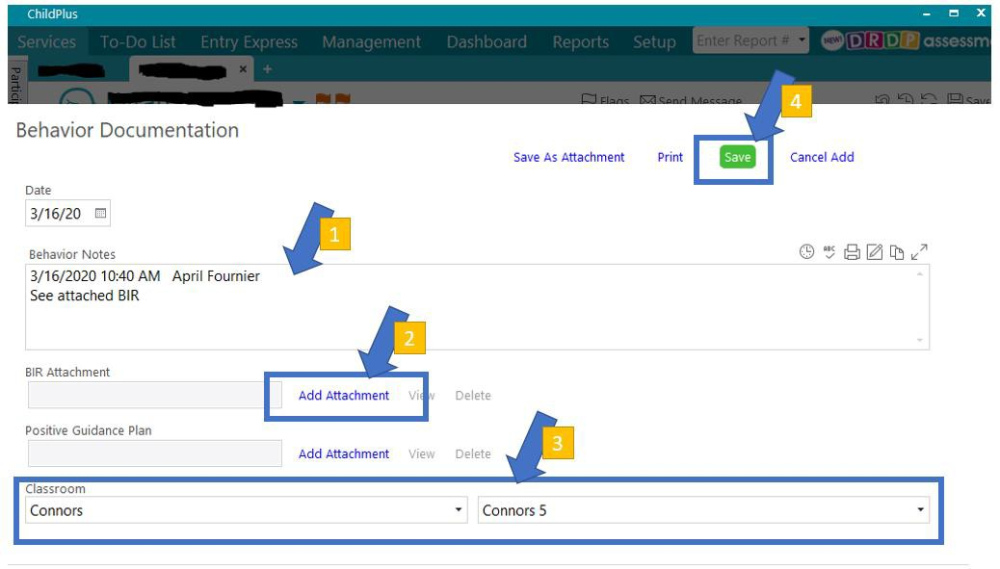 ChildPlus
Services To-Do List Entry Express Management Dashboard Reports Setup Enter Report # NEW! DRDP assessm
Partici
Flags Send Message Save
4
Behavior Documentation
Save As Attachment Print Save Cancel Add
Date
3/16/20
1
Behavior Notes
ABC
3/16/2020 10:40 AM April Fournier
See attached BIR
2
BIR Attachment
Add Attachment View Delete
Positive Guidance Plan
3
Add Attachment View Delete
Classroom
Connors Connors 5